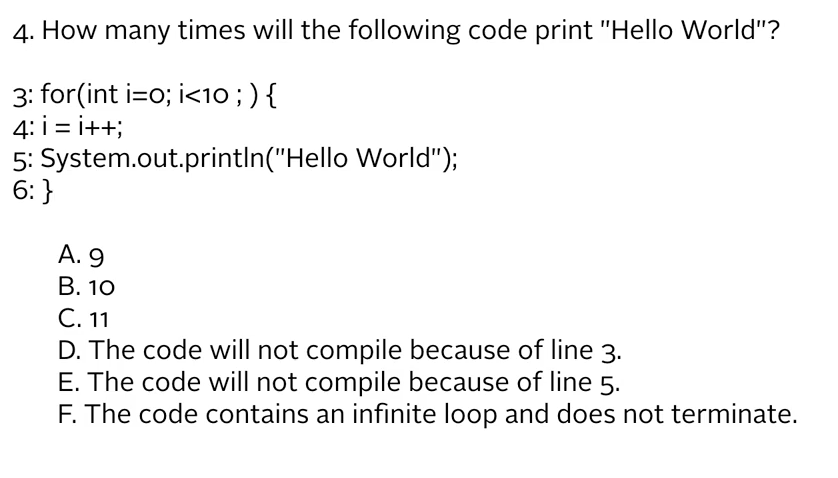 4. How many times will the following code print "Hello World"?
3: for(int i=0; i<10 ; ) {
4: i = i++;
5: System.out.println("Hello World");
6: }
A. 9
B. 10
C. 11
D. The code will not compile because of line 3.
E. The code will not compile because of line 5.
F. The code contains an infinite loop and does not terminate.